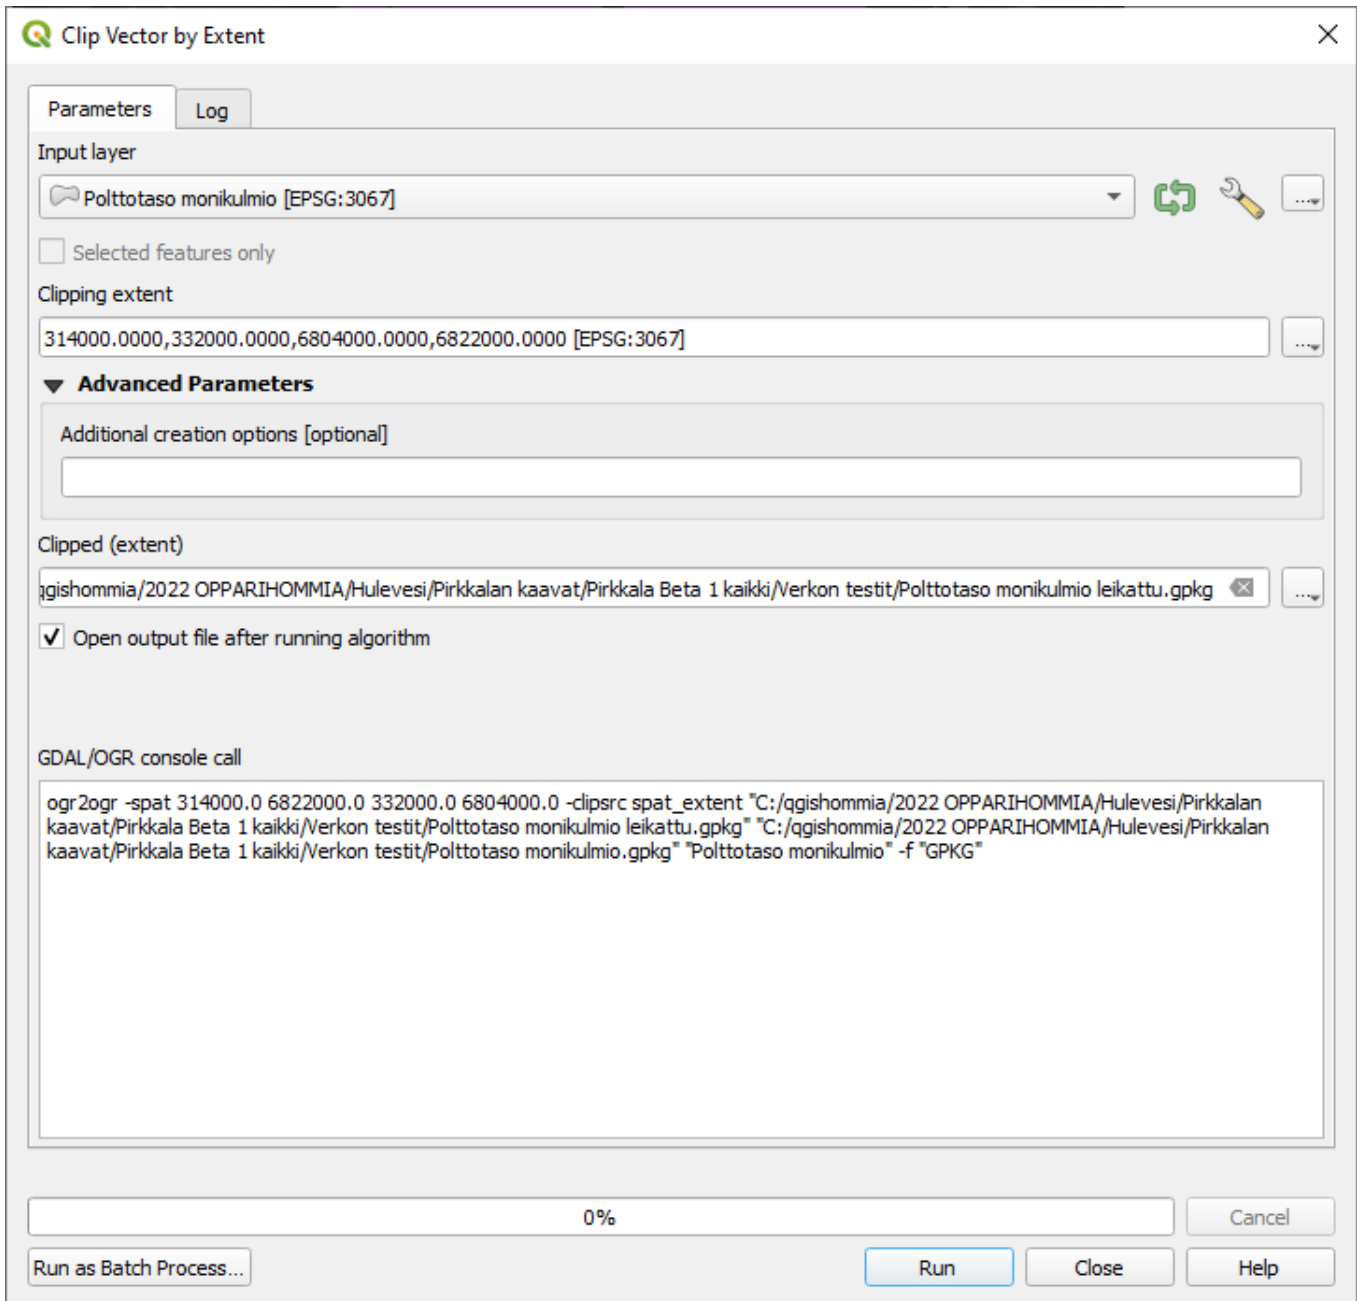 Clip Vector by Extent
Parameters
Log
Input layer
Polttotaso monikulmio [EPSG:3067]
...
Selected features only
Clipping extent
314000.0000,332000.0000,6804000.0000,6822000.0000 [EPSG:3067]
...
Advanced Parameters
Additional creation options [optional]
Clipped (extent)
qgishommia/2022 OPPARIHOMMIA/Hulevesi/Pirkkalan kaavat/Pirkkala Beta 1 kaikki/Verkon testit/Polttotaso monikulmio leikattu.gpkg
...
Open output file after running algorithm
GDAL/OGR console call
ogr2ogr -spat 314000.0 6822000.0 332000.0 6804000.0 -clipsrc spat_extent "C:/qgishommia/2022 OPPARIHOMMIA/Hulevesi/Pirkkalan
kaavat/Pirkkala Beta 1 kaikki/Verkon testit/Polttotaso monikulmio leikattu.gpkg" "C:/qgishommia/2022 OPPARIHOMMIA/Hulevesi/Pirkkalan
kaavat/Pirkkala Beta 1 kaikki/Verkon testit/Polttotaso monikulmio.gpkg" "Polttotaso monikulmio" -f "GPKG"
0%
Cancel
Run as Batch Process...
Run
Close
Help